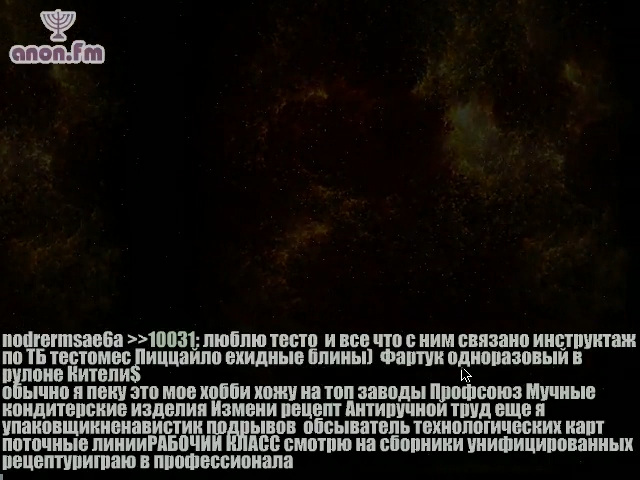 anon.fm
nodrermsae6a >>10031: люблю тесто и все что с ним связано инструктаж
по ТБ тестомес Пиццайло ехидные блины) Фартук одноразовый в
рулоне Кители$
обычно я пеку это мое хобби хожу на топ заводы Профсоюз Мучные
кондитерские изделия Измени рецепт Антиручной труд еще я
упаковщикненавистик подрывов обсыватель технологических карт
поточные линииРАБОЧИЙ КЛАСС смотрю на сборники унифицированных
рецептуриграю в профессионала